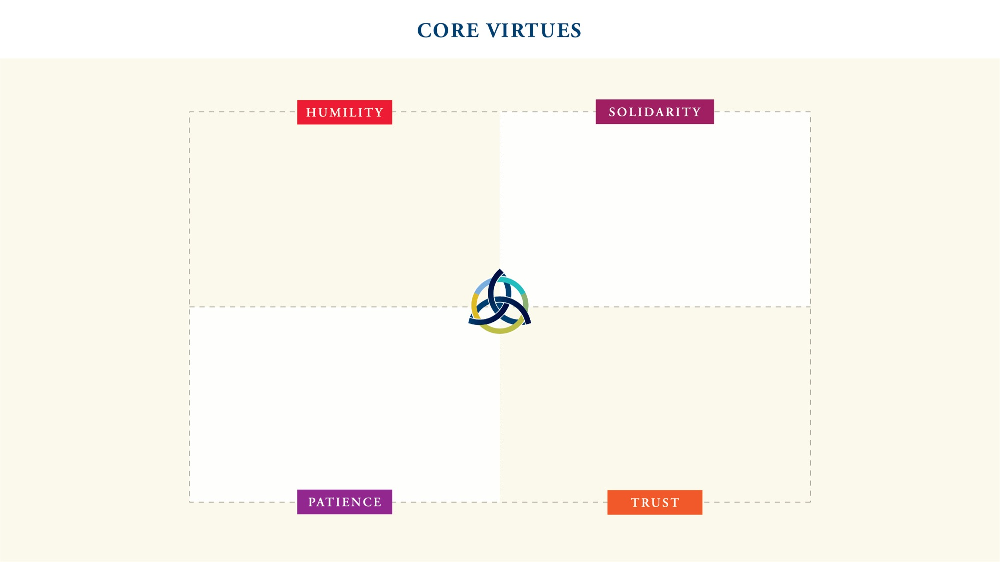 CORE VIRTUES
HUMILITY
SOLIDARITY
PATIENCE
TRUST